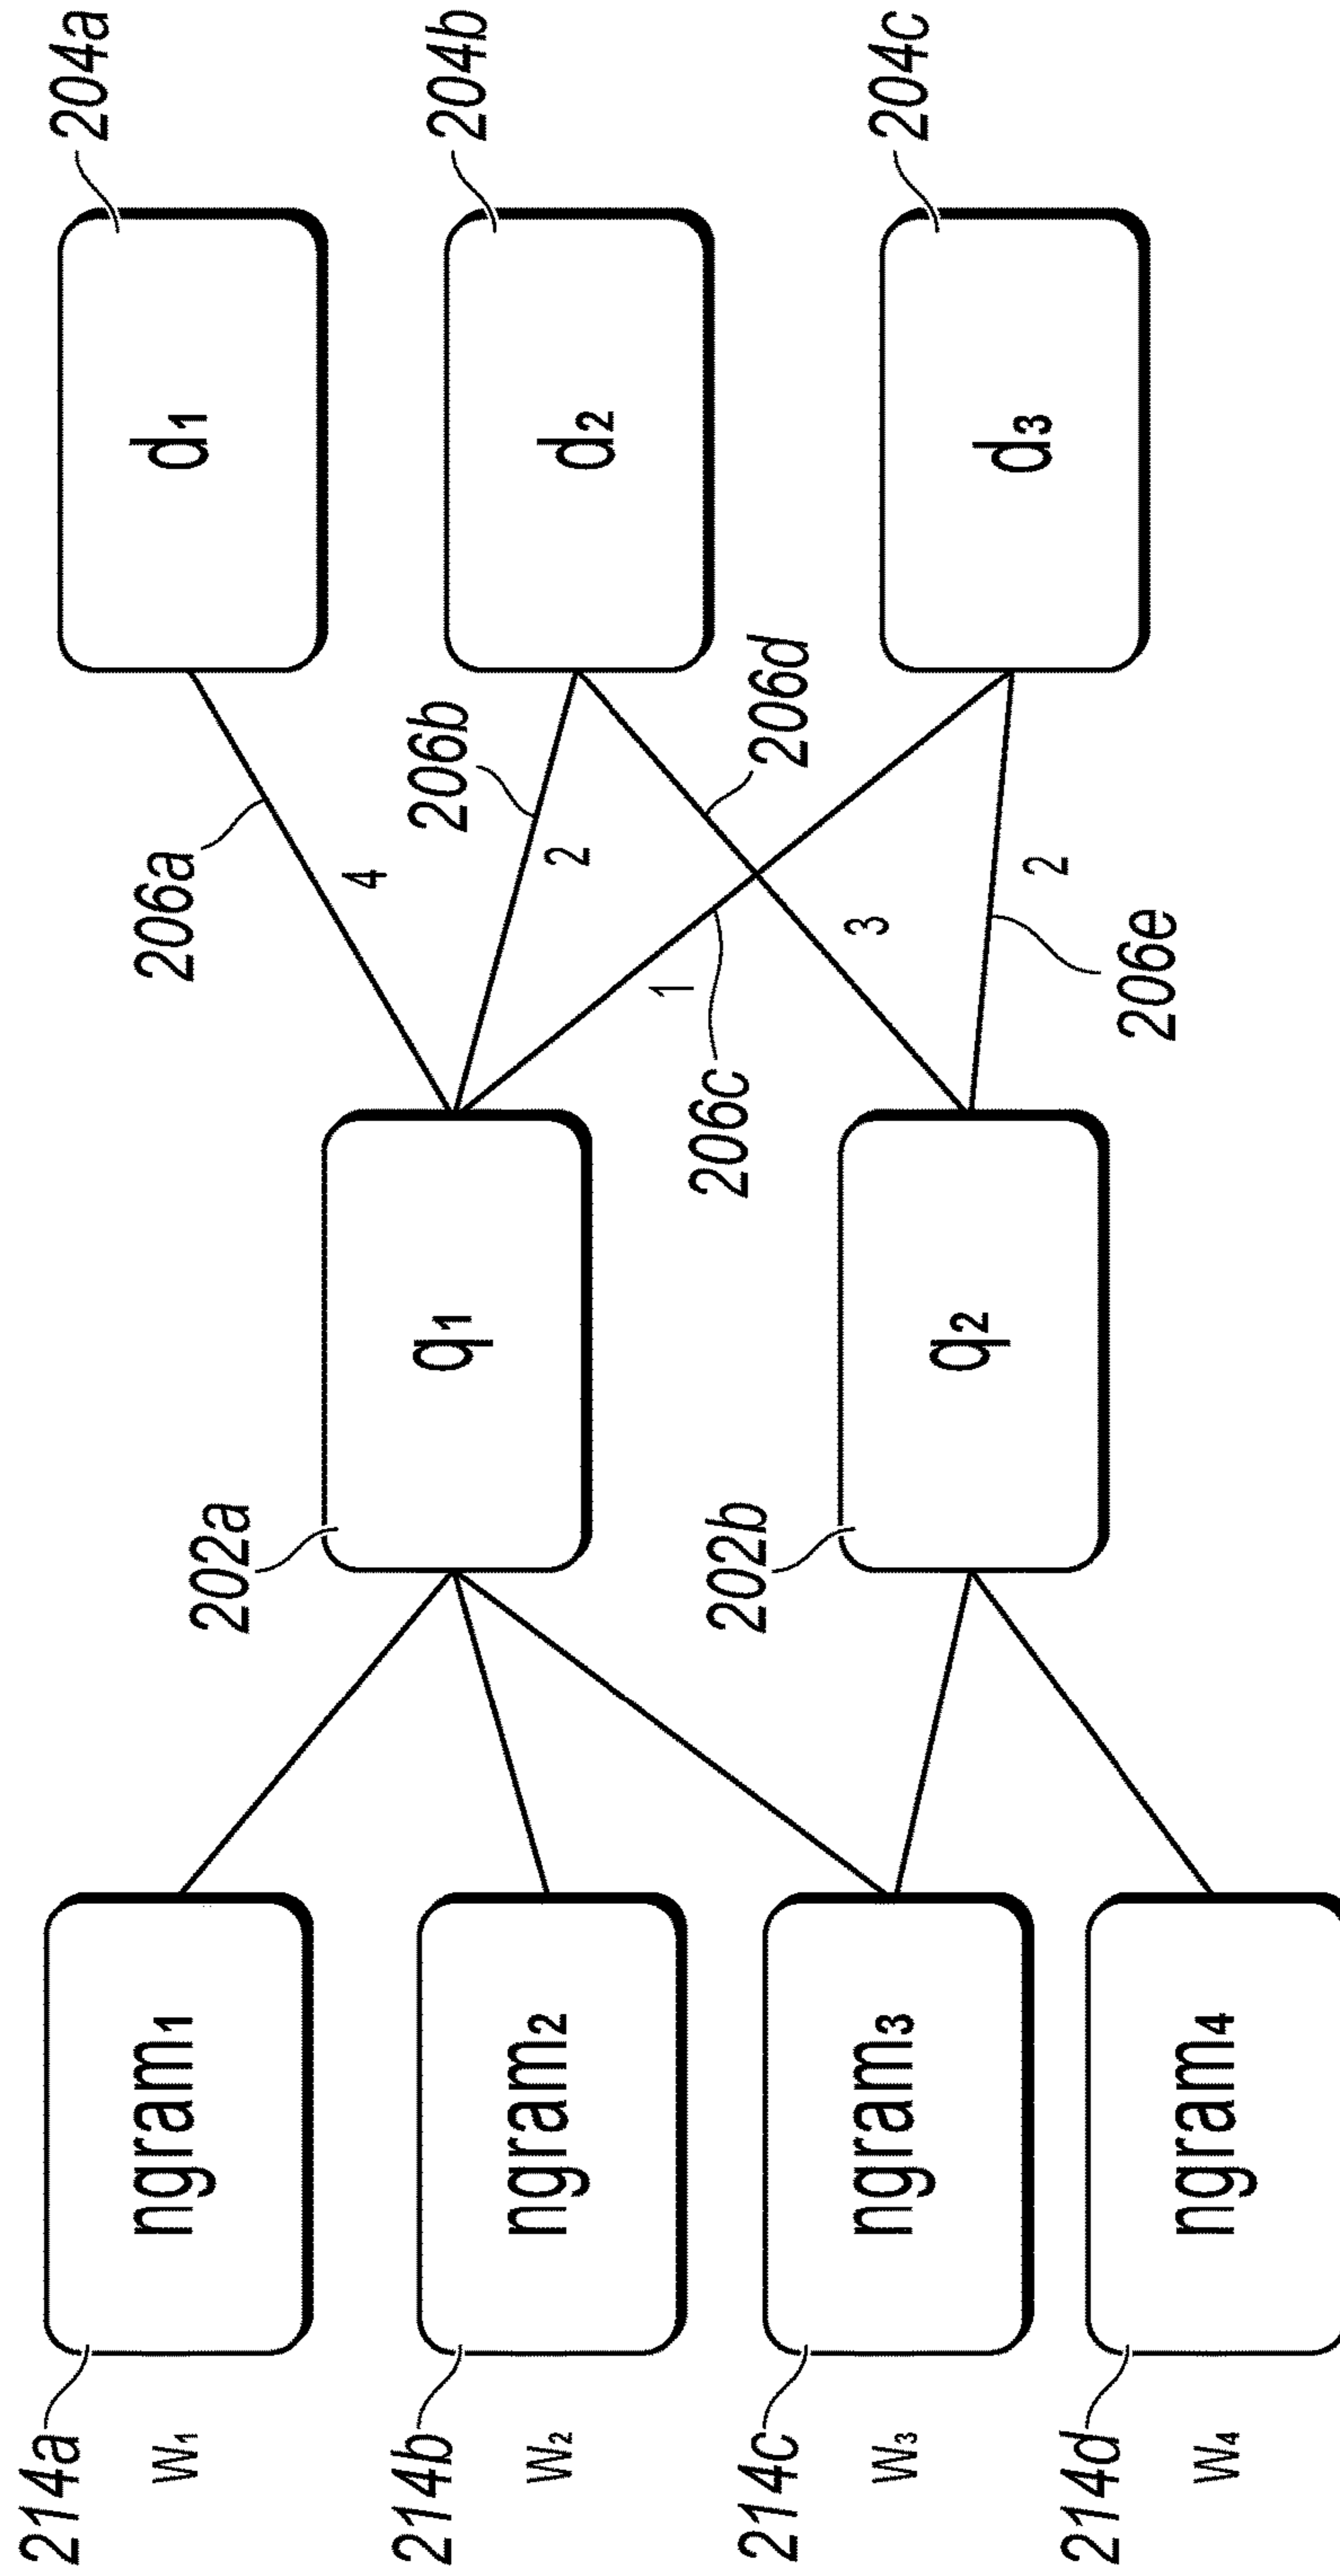 214a
w₁
ngram₁
214b
w₂
ngram₂
214c
w₃
ngram₃
214d
w₄
ngram₄
202a
q₁
202b
q₂
206a
4
206b
2
206c
1
206d
3
206e
2
204a
d₁
204b
d₂
204c
d₃